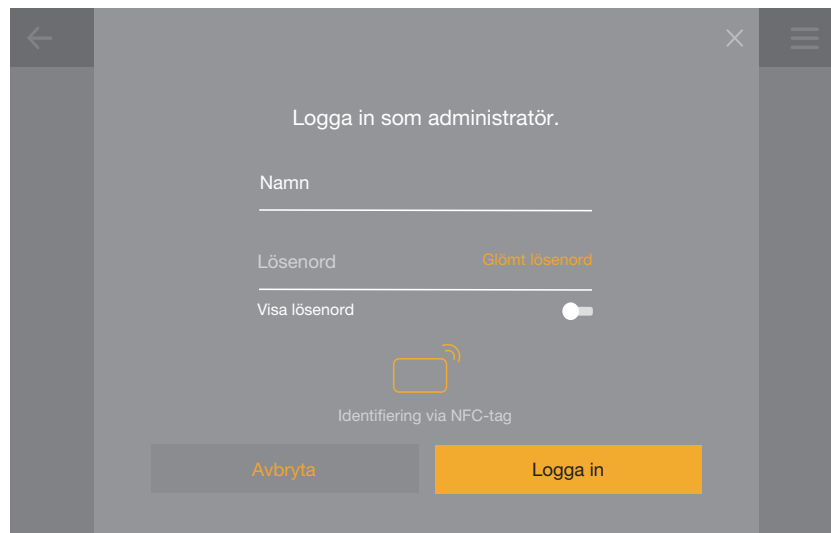 Logga in som administratör.
Namn
Lösenord Glömt lösenord
Visa lösenord
Identifiering via NFC-tag
Avbryta Logga in